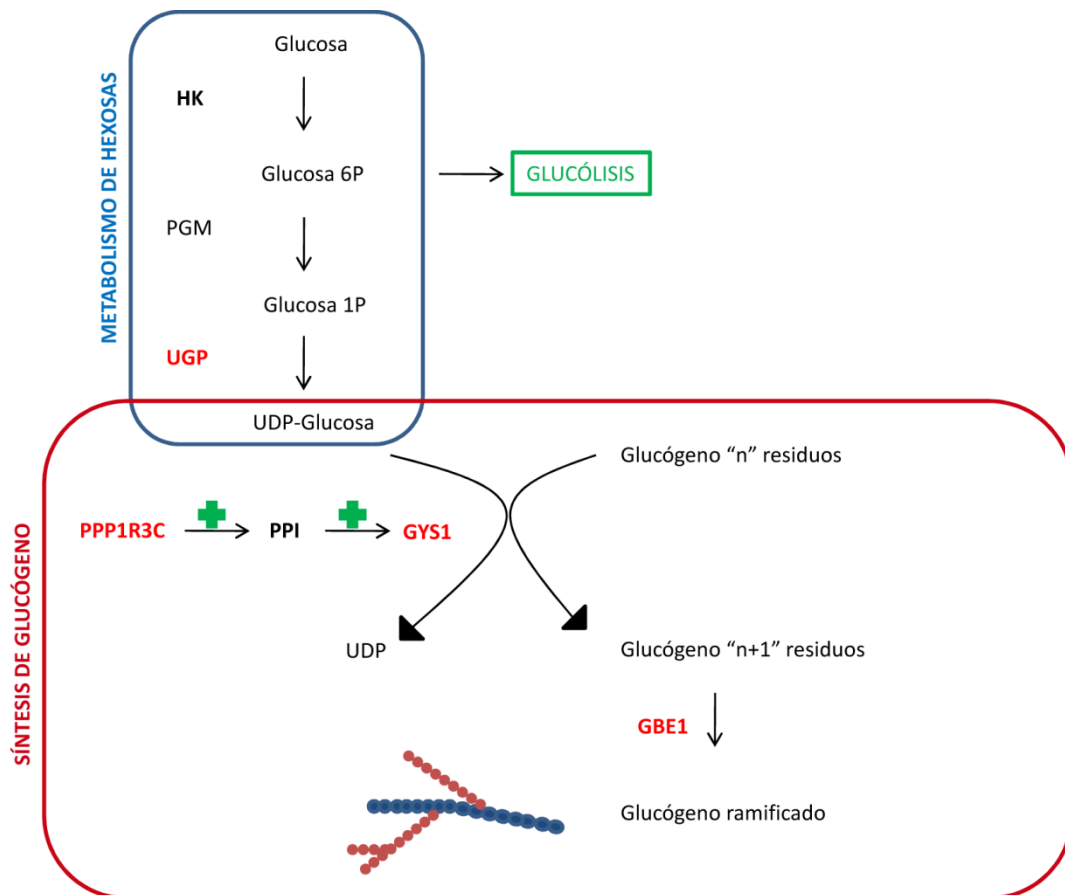 METABOLISMO DE HEXOSAS
Glucosa
HK
Glucosa 6P
GLUCÓLISIS
PGM
Glucosa 1P
UGP
UDP-Glucosa
SÍNTESIS DE GLUCÓGENO
Glucógeno “n” residuos
PPP1R3C
PPI
GYS1
UDP
Glucógeno “n+1” residuos
GBE1
Glucógeno ramificado